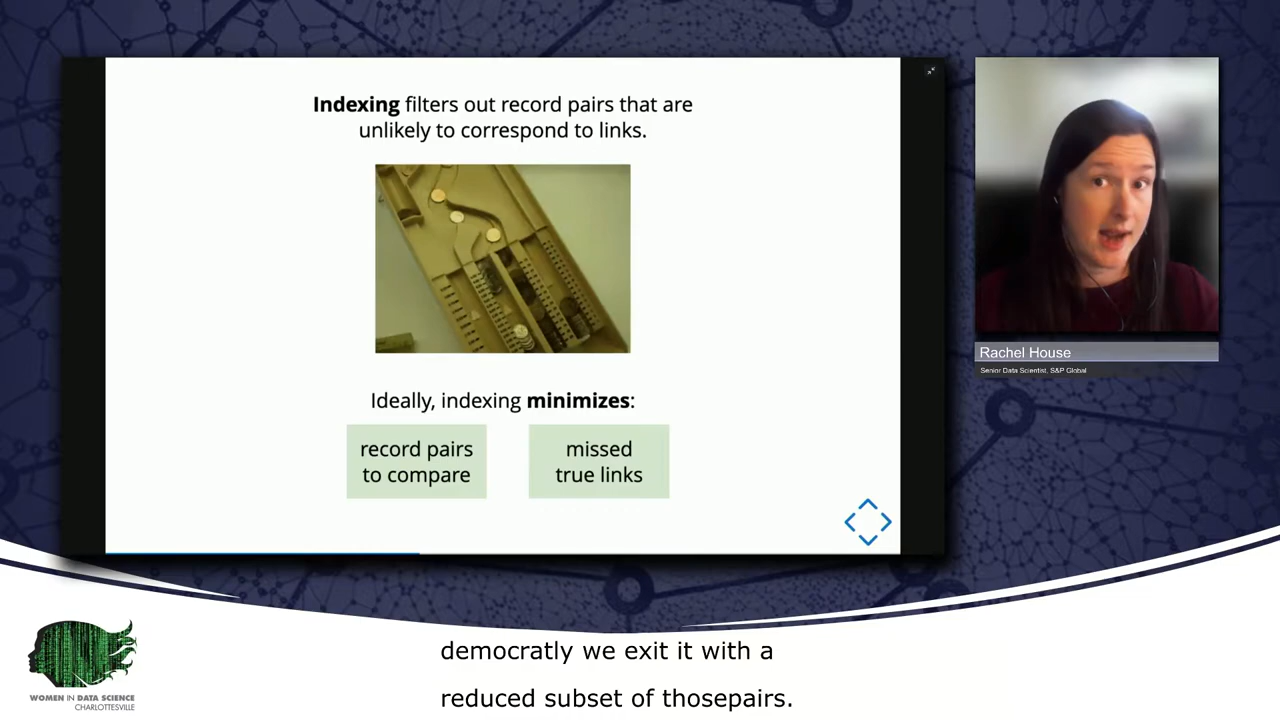 Indexing filters out record pairs that are
unlikely to correspond to links.
Ideally, indexing minimizes:
record pairs
to compare
missed
true links
Rachel House
Senior Data Scientist, S&P Global
democratly we exit it with a
reduced subset of thosepairs.
WOMEN IN DATA SCIENCE
CHARLOTTESVILLE